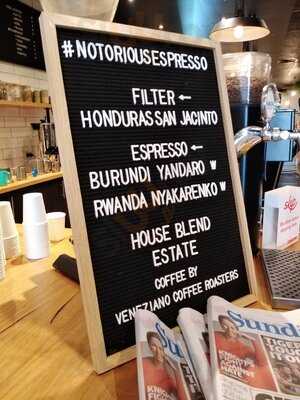 #NOTORIOUSESPRESSO
FILTER ←
HONDURAS SAN JACINTO
ESPRESSO ←
BURUNDI YANDARO W
RWANDA NYAKARENKO W
HOUSE BLEND
ESTATE
COFFEE BY
VENEZIANO COFFEE ROASTERS